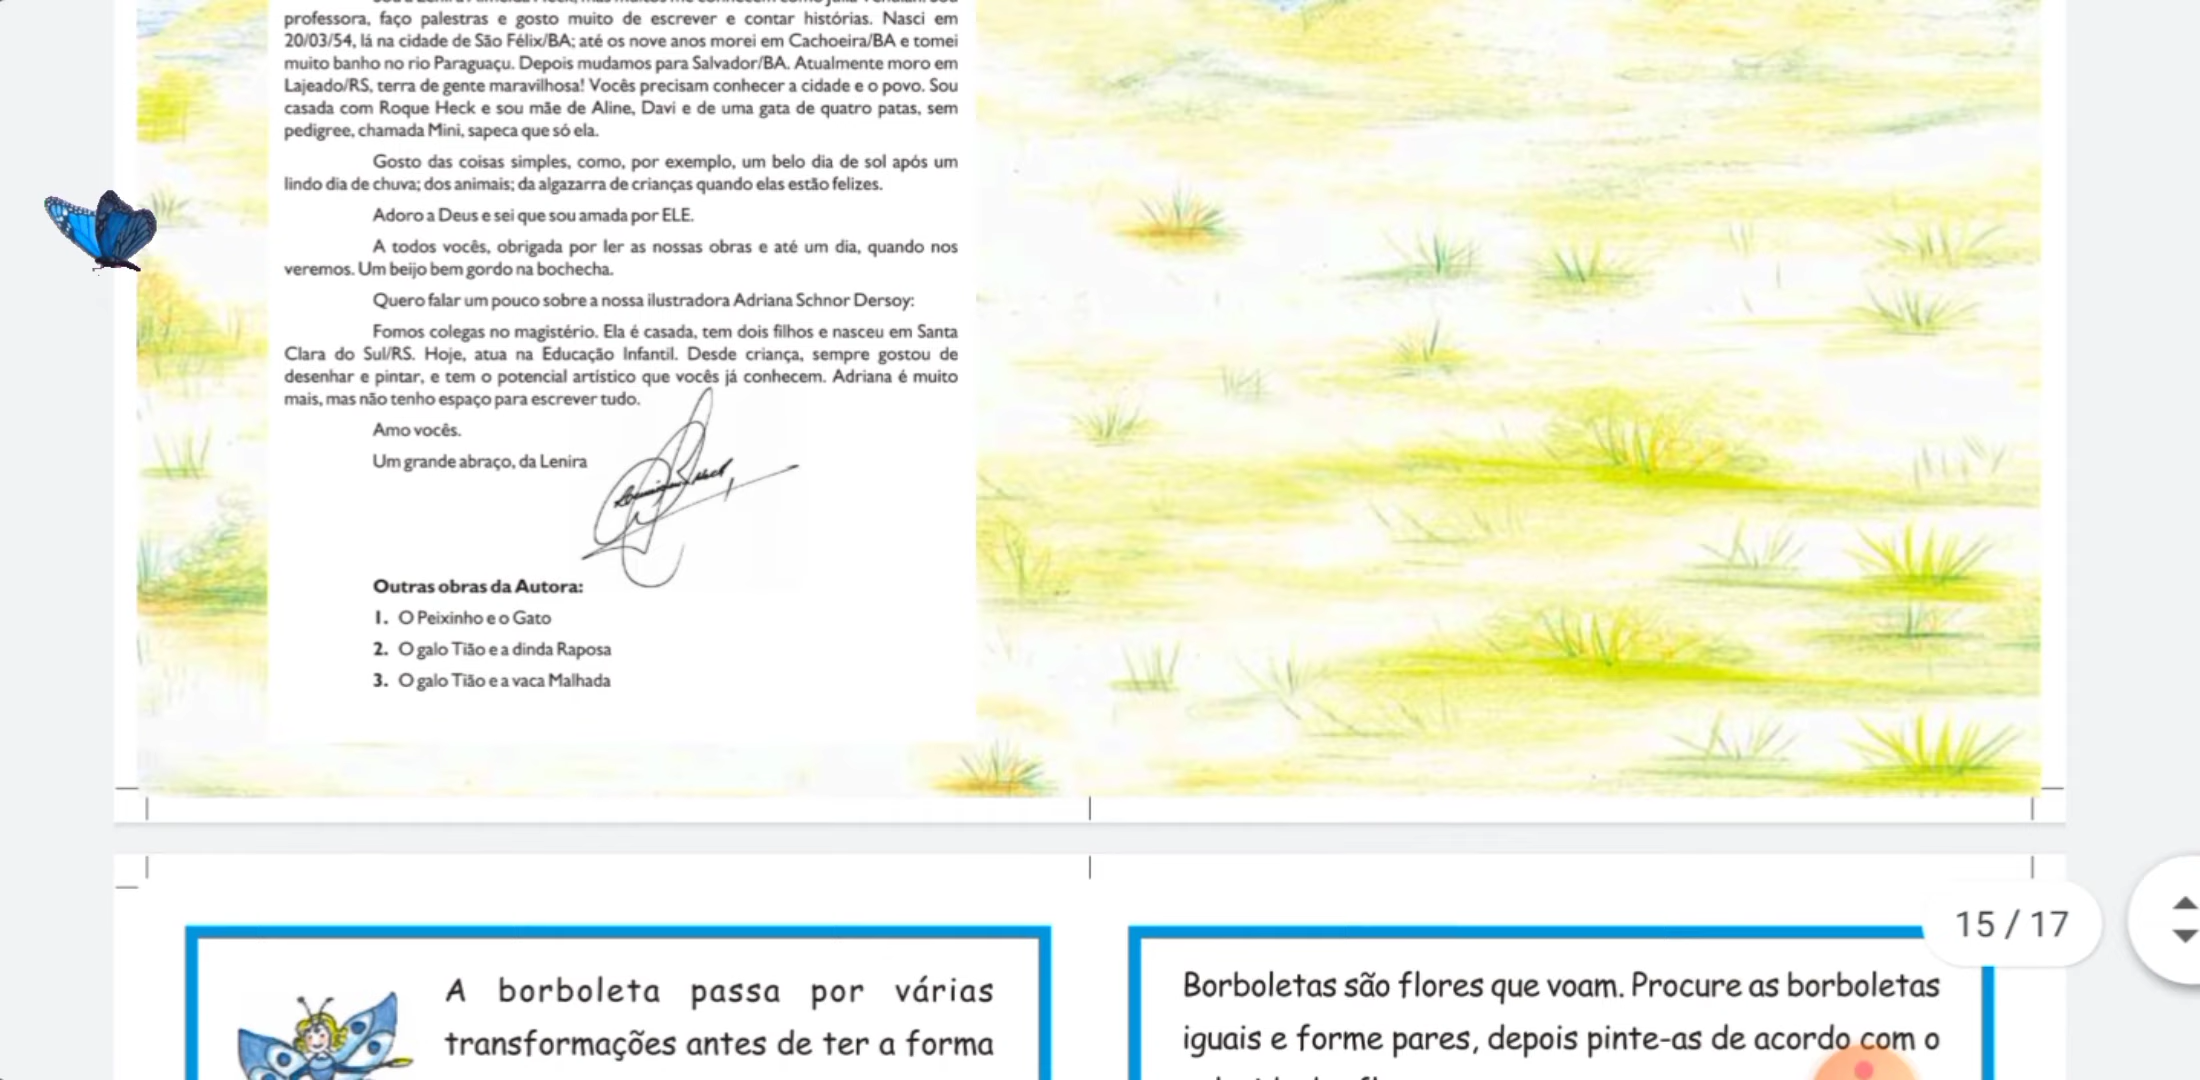 professora, faço palestras e gosto muito de escrever e contar histórias. Nasci em
20/03/54, lá na cidade de São Félix/BA; até os nove anos morei em Cachoeira/BA e tomei
muito banho no rio Paraguaçu. Depois mudamos para Salvador/BA. Atualmente moro em
Lajeado/RS, terra de gente maravilhosa! Vocês precisam conhecer a cidade e o povo. Sou
casada com Roque Heck e sou mãe de Aline, Davi e de uma gata de quatro patas, sem
pedigree, chamada Mini, sapeca que só ela.
Gosto das coisas simples, como, por exemplo, um belo dia de sol após um
lindo dia de chuva; dos animais; da algazarra de crianças quando elas estão felizes.
Adoro a Deus e sei que sou amada por ELE.
A todos vocês, obrigada por ler as nossas obras e até um dia, quando nos
veremos. Um beijo bem gordo na bochecha.
Quero falar um pouco sobre a nossa ilustradora Adriana Schnor Dersoy:
Fomos colegas no magistério. Ela é casada, tem dois filhos e nasceu em Santa
Clara do Sul/RS. Hoje, atua na Educação Infantil. Desde criança, sempre gostou de
desenhar e pintar, e tem o potencial artístico que vocês já conhecem. Adriana é muito
mais, mas não tenho espaço para escrever tudo.
Amo vocês.
Um grande abraço, da Lenira
Outras obras da Autora:
1. O Peixinho e o Gato
2. O galo Tião e a dinda Raposa
3. O galo Tião e a vaca Malhada
15 / 17
A borboleta passa por várias
transformações antes de ter a forma
Borboletas são flores que voam. Procure as borboletas
iguais e forme pares, depois pinte-as de acordo com o